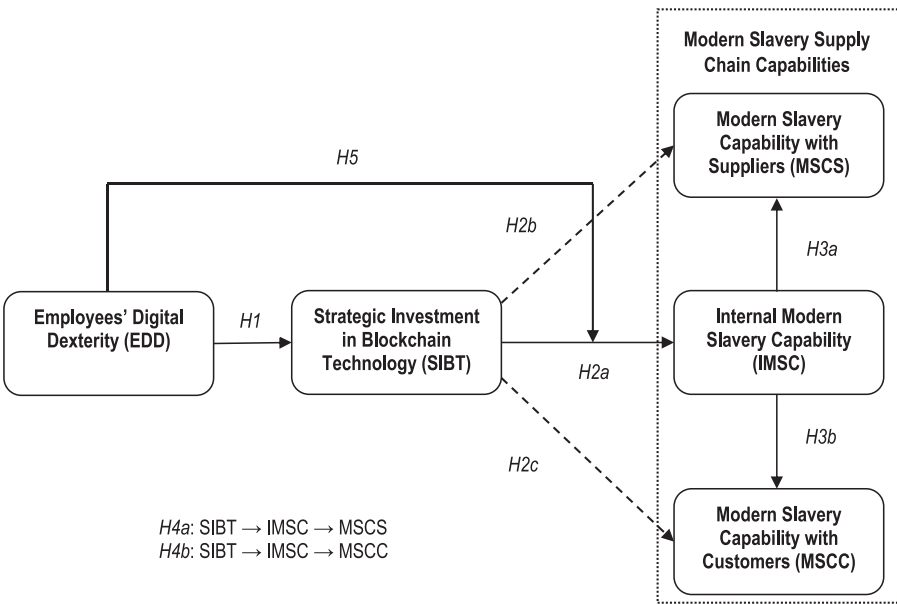 Modern Slavery Supply
Chain Capabilities
Modern Slavery
Capability with
Suppliers (MSCS)
H5
H2b
H3a
Employees' Digital
Dexterity (EDD)
H1
Strategic Investment
in Blockchain
Technology (SIBT)
H2a
Internal Modern
Slavery Capability
(IMSC)
H3b
H2c
Modern Slavery
Capability with
Customers (MSCC)
H4a: SIBT → IMSC → MSCS
H4b: SIBT → IMSC → MSCC